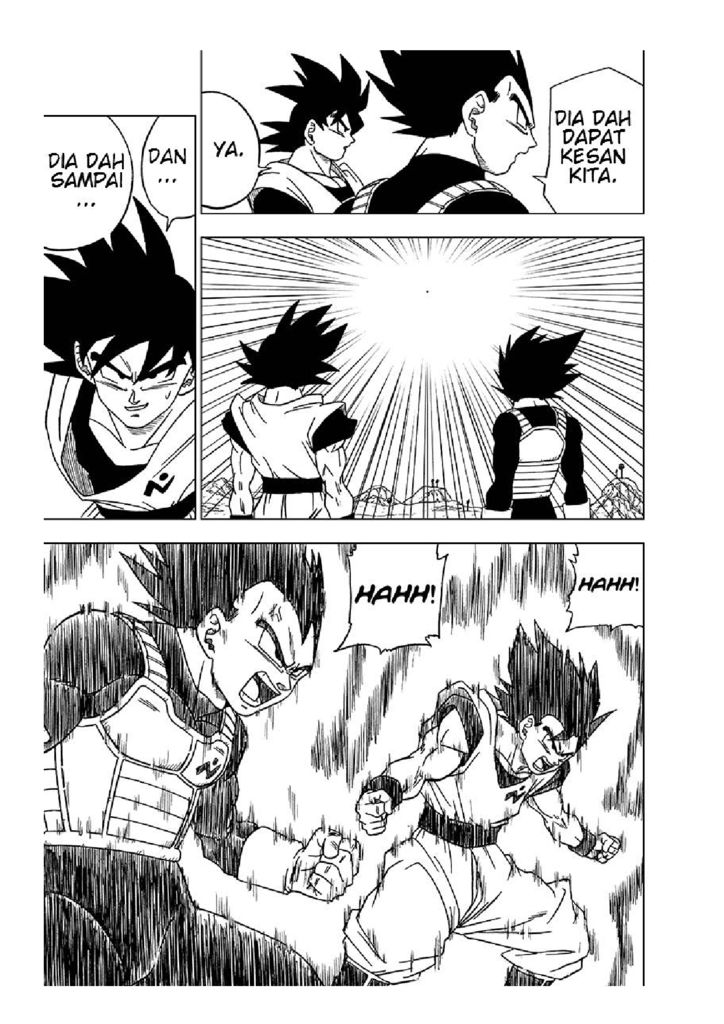 DIA DAH
DAPAT
KESAN
KITA.
YA.
DAN
...
DIA DAH
SAMPAI
...
HAHH!
HAHH!